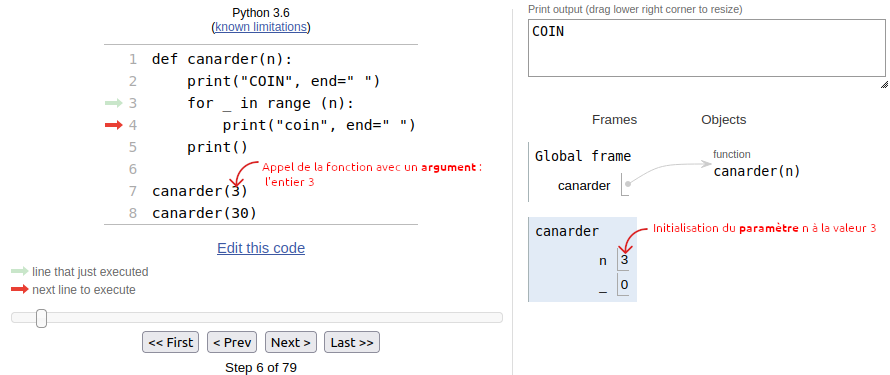 Python 3.6
(known limitations)
1 def canarder(n):
2     print("COIN", end=" ")
3     for _ in range (n):
4         print("coin", end=" ")
5     print()
6
7 canarder(3)
8 canarder(30)
Appel de la fonction avec un argument :
l'entier 3
Edit this code
line that just executed
next line to execute
<< First
< Prev
Next >
Last >>
Step 6 of 79
Print output (drag lower right corner to resize)
COIN
Frames
Objects
Global frame
canarder
function
canarder(n)
canarder
n 3
_ 0
Initialisation du paramètre n à la valeur 3